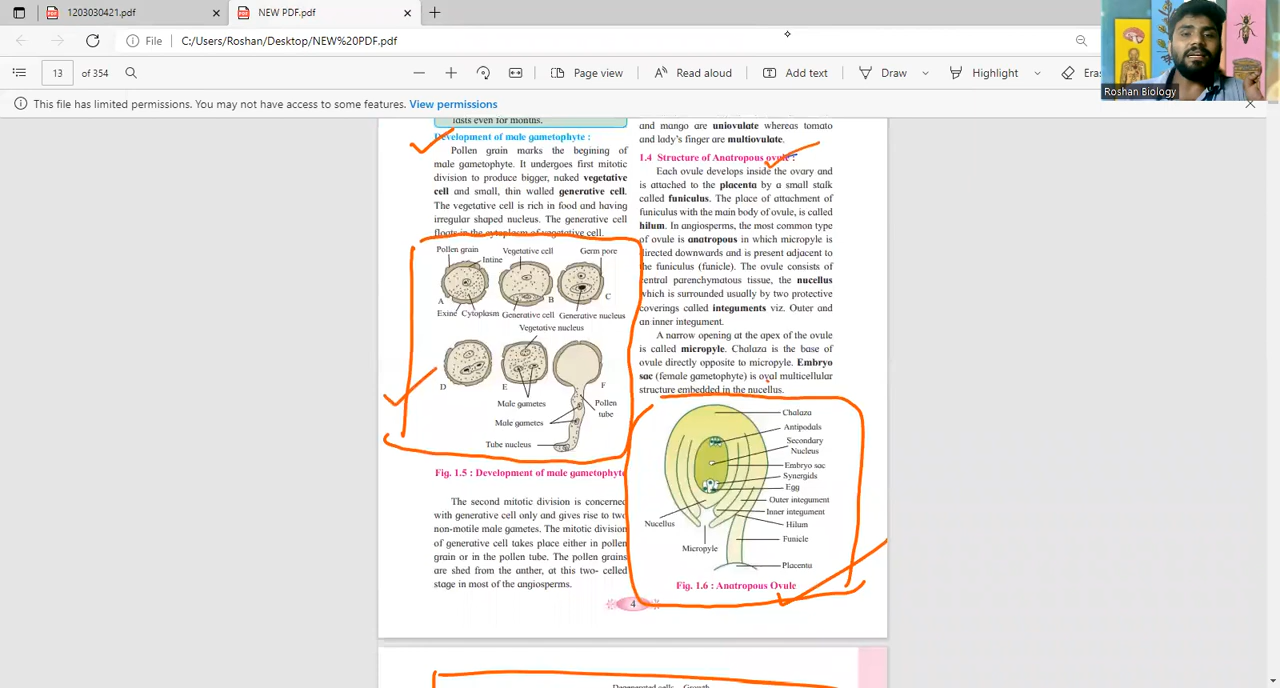 1203030421.pdf
NEW PDF.pdf
File
C:/Users/Roshan/Desktop/NEW%20PDF.pdf
13
of 354
Page view
Read aloud
Add text
Draw
Highlight
Eras
Roshan Biology
This file has limited permissions. You may not have access to some features. View permissions
lasts even for months.
Development of male gametophyte :
Pollen grain marks the begining of
male gametophyte. It undergoes first mitotic
division to produce bigger, naked vegetative
cell and small, thin walled generative cell.
The vegetative cell is rich in food and having
irregular shaped nucleus. The generative cell
floats in the cytoplasm of vegetative cell.
Pollen grain
Vegetative cell
Germ pore
Intine
A
B
C
Exine
Cytoplasm
Generative cell
Generative nucleus
Vegetative nucleus
D
E
F
Male gametes
Pollen
tube
Male gametes
Tube nucleus
Fig. 1.5 : Development of male gametophyte
The second mitotic division is concerned
with generative cell only and gives rise to two
non-motile male gametes. The mitotic division
of generative cell takes place either in pollen
grain or in the pollen tube. The pollen grains
are shed from the anther, at this two- celled
stage in most of the angiosperms.
and mango are uniovulate whereas tomato
and lady's finger are multiovulate.
1.4 Structure of Anatropous ovule :
Each ovule develops inside the ovary and
is attached to the placenta by a small stalk
called funiculus. The place of attachment of
funiculus with the main body of ovule, is called
hilum. In angiosperms, the most common type
of ovule is anatropous in which micropyle is
directed downwards and is present adjacent to
the funiculus (funicle). The ovule consists of
central parenchymatous tissue, the nucellus
which is surrounded usually by two protective
coverings called integuments viz. Outer and
an inner integument.
A narrow opening at the apex of the ovule
is called micropyle. Chalaza is the base of
ovule directly opposite to micropyle. Embryo
sac (female gametophyte) is oval multicellular
structure embedded in the nucellus.
Chalaza
Antipodals
Secondary
Nucleus
Embryo sac
Synergids
Egg
Outer integument
Inner integument
Nucellus
Hilum
Funicle
Micropyle
Placenta
Fig. 1.6 : Anatropous Ovule
4
Degenerated cells
Growth